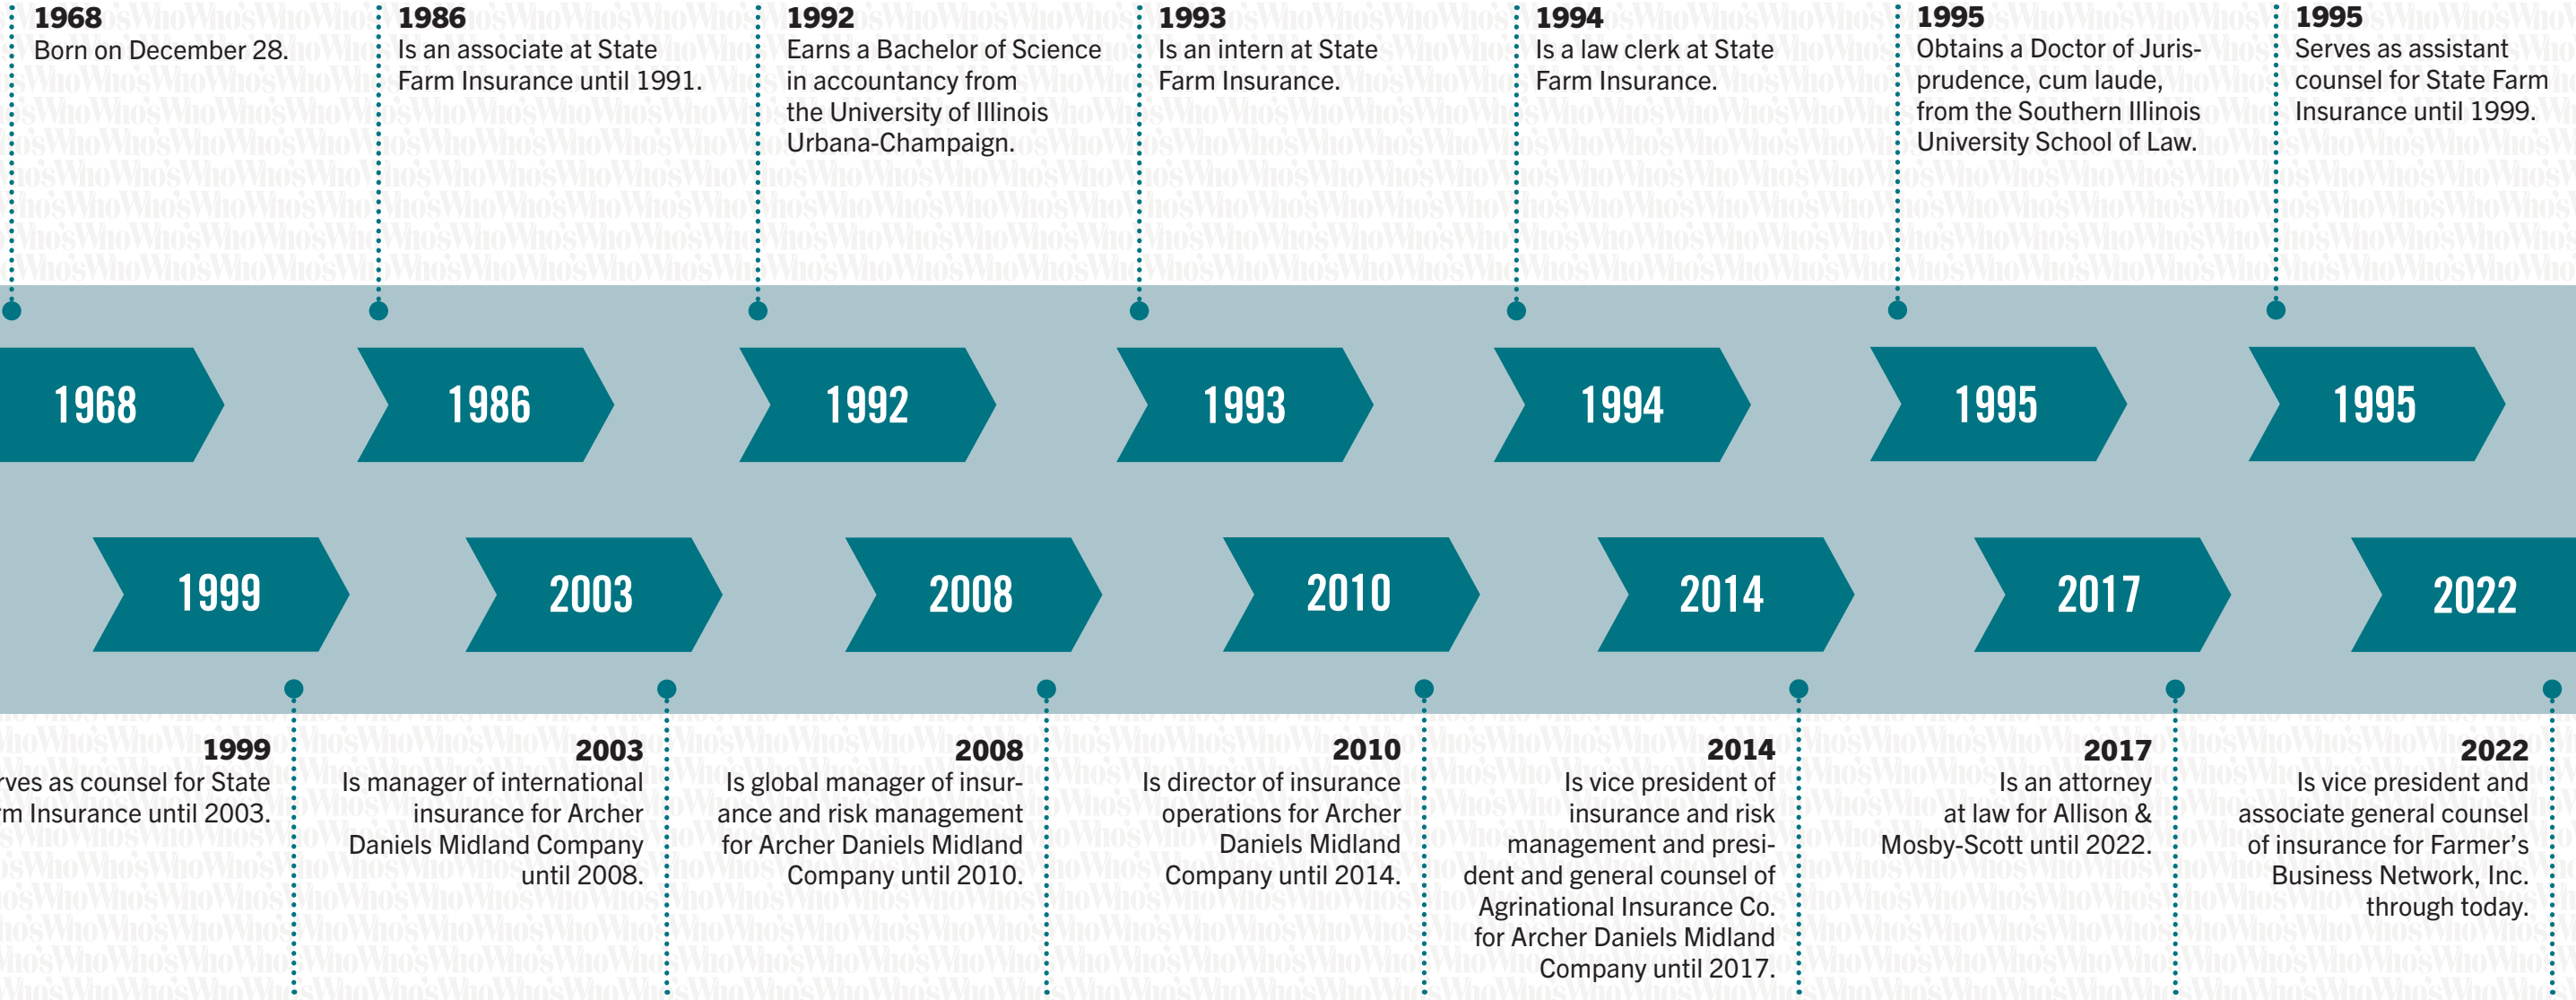 1968
Born on December 28.
1986
Is an associate at State
Farm Insurance until 1991.
1992
Earns a Bachelor of Science
in accountancy from
the University of Illinois
Urbana-Champaign.
1993
Is an intern at State
Farm Insurance.
1994
Is a law clerk at State
Farm Insurance.
1995
Obtains a Doctor of Juris-
prudence, cum laude,
from the Southern Illinois
University School of Law.
1995
Serves as assistant
counsel for State Farm
Insurance until 1999.
1968
1986
1992
1993
1994
1995
1995
1999
2003
2008
2010
2014
2017
2022
1999
rves as counsel for State
rm Insurance until 2003.
2003
Is manager of international
insurance for Archer
Daniels Midland Company
until 2008.
2008
Is global manager of insur-
ance and risk management
for Archer Daniels Midland
Company until 2010.
2010
Is director of insurance
operations for Archer
Daniels Midland
Company until 2014.
2014
Is vice president of
insurance and risk
management and presi-
dent and general counsel of
Agrinational Insurance Co.
for Archer Daniels Midland
Company until 2017.
2017
Is an attorney
at law for Allison &
Mosby-Scott until 2022.
2022
Is vice president and
associate general counsel
of insurance for Farmer's
Business Network, Inc.
through today.